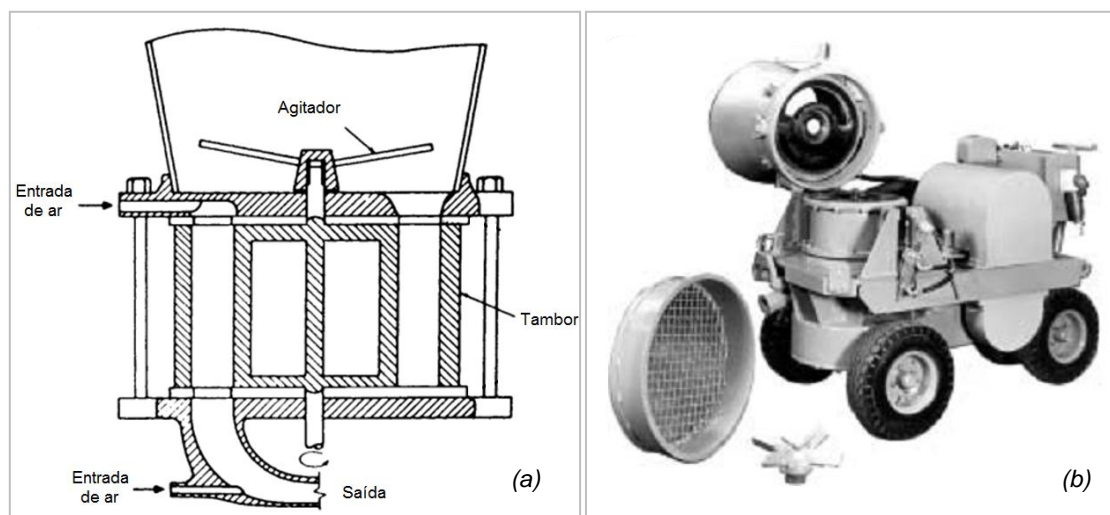 Agitador
Entrada
de ar
Tambor
Entrada
de ar
Saída
(a)
(b)